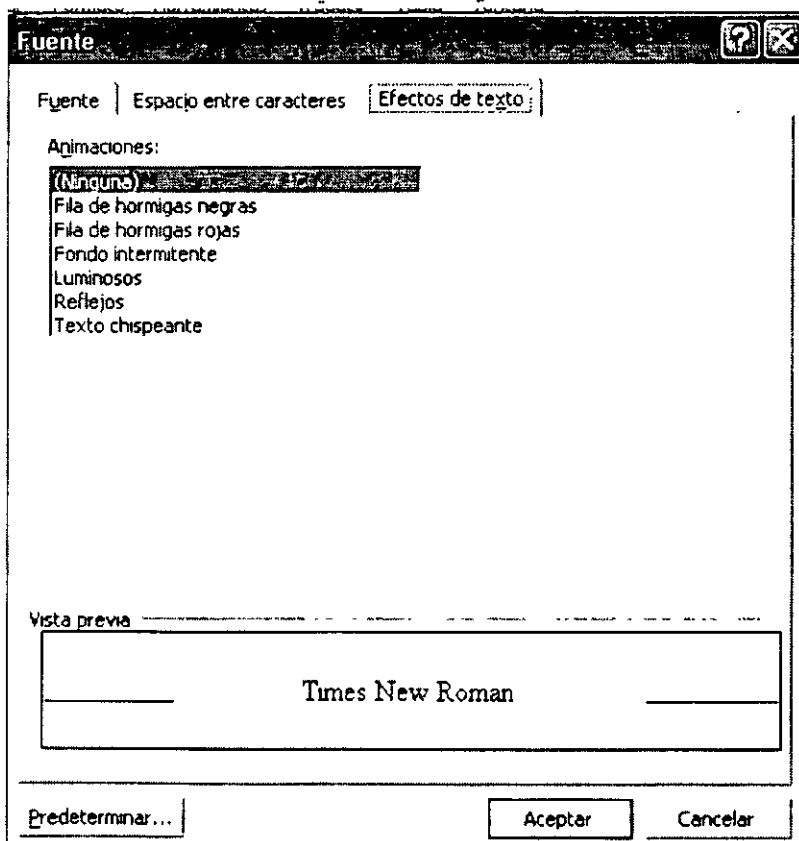 Fuente
Fuente Espacio entre caracteres Efectos de texto
Animaciones:
(Ninguna)
Fila de hormigas negras
Fila de hormigas rojas
Fondo intermitente
Luminosos
Reflejos
Texto chispeante
Vista previa
Times New Roman
Predeterminar... Aceptar Cancelar